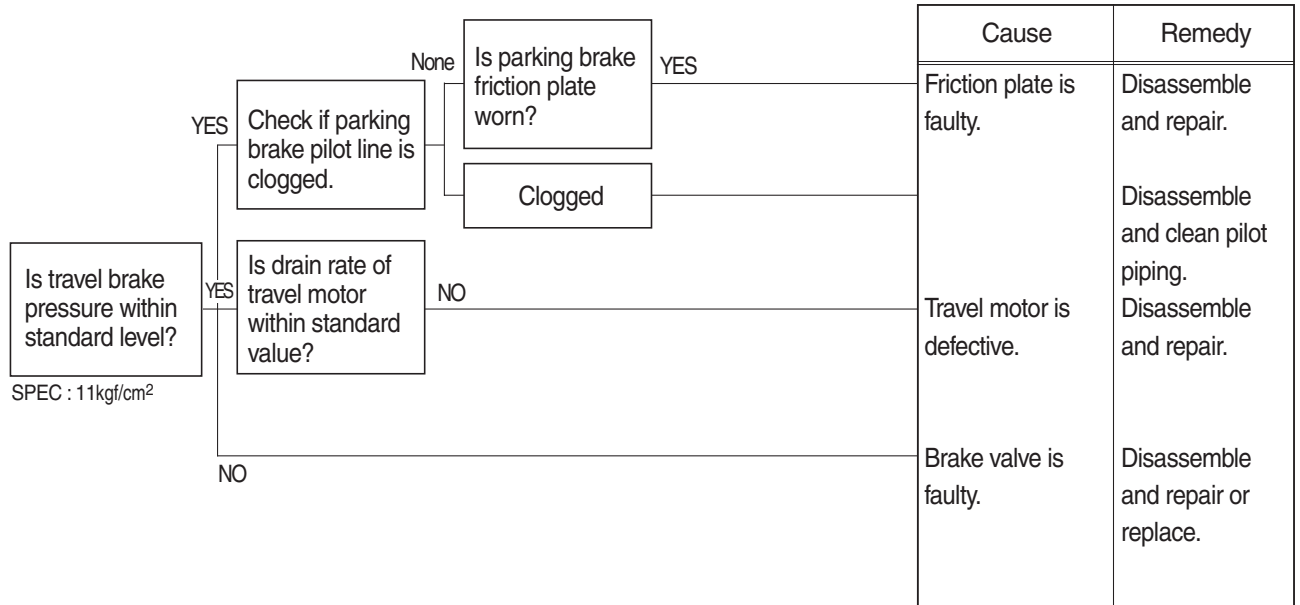 Is travel brake
pressure within
standard level?
SPEC : 11kgf/cm2
YES
Check if parking
brake pilot line is
clogged.
None
Is parking brake
friction plate
worn?
YES
Clogged
YES
Is drain rate of
travel motor
within standard
value?
NO
NO
Cause Remedy
Friction plate is Disassemble
faulty. and repair.
Disassemble
and clean pilot
piping.
Travel motor is Disassemble
defective. and repair.
Brake valve is Disassemble
faulty. and repair or
replace.